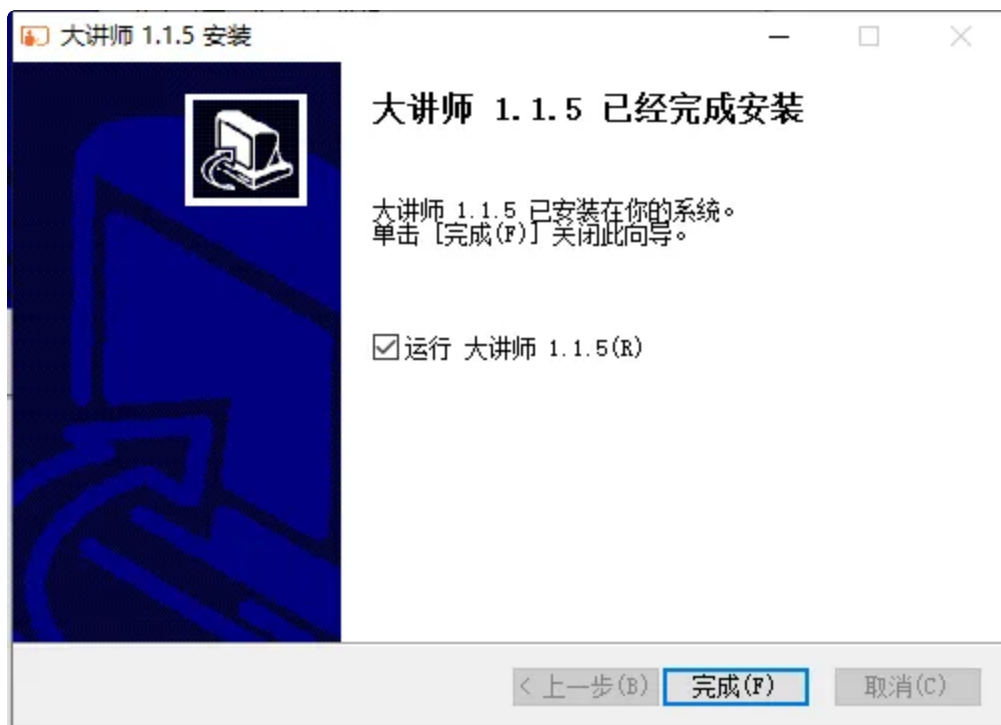 大讲师 1.1.5 安装
大讲师 1.1.5 已经完成安装
大讲师 1.1.5 已安装在你的系统。
单击 [完成(F)] 关闭此向导。
运行 大讲师 1.1.5(R)
< 上一步(B) 完成(F) 取消(C)